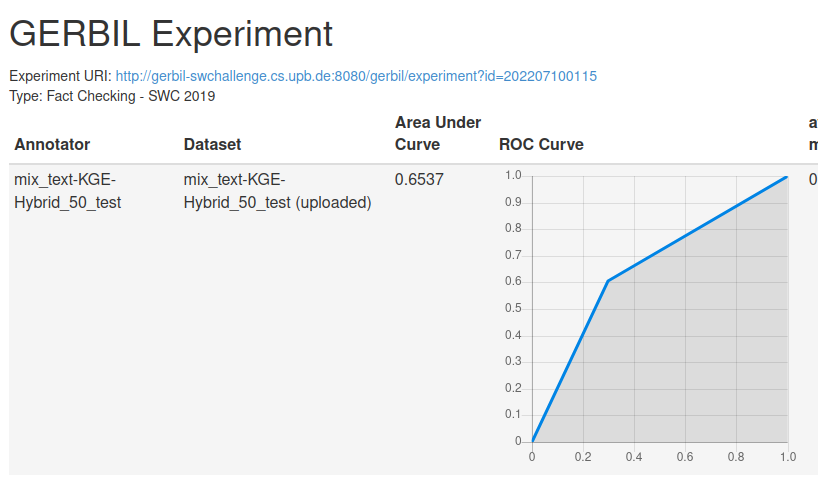 GERBIL Experiment
Experiment URI: http://gerbil-swchallenge.cs.upb.de:8080/gerbil/experiment?id=202207100115
Type: Fact Checking - SWC 2019
Annotator
Dataset
Area Under
Curve
ROC Curve
a
m
mix_text-KGE-
Hybrid_50_test
mix_text-KGE-
Hybrid_50_test (uploaded)
0.6537
0
1.0
0.9
0.8
0.7
0.6
0.5
0.4
0.3
0.2
0.1
0
0 0.2 0.4 0.6 0.8 1.0